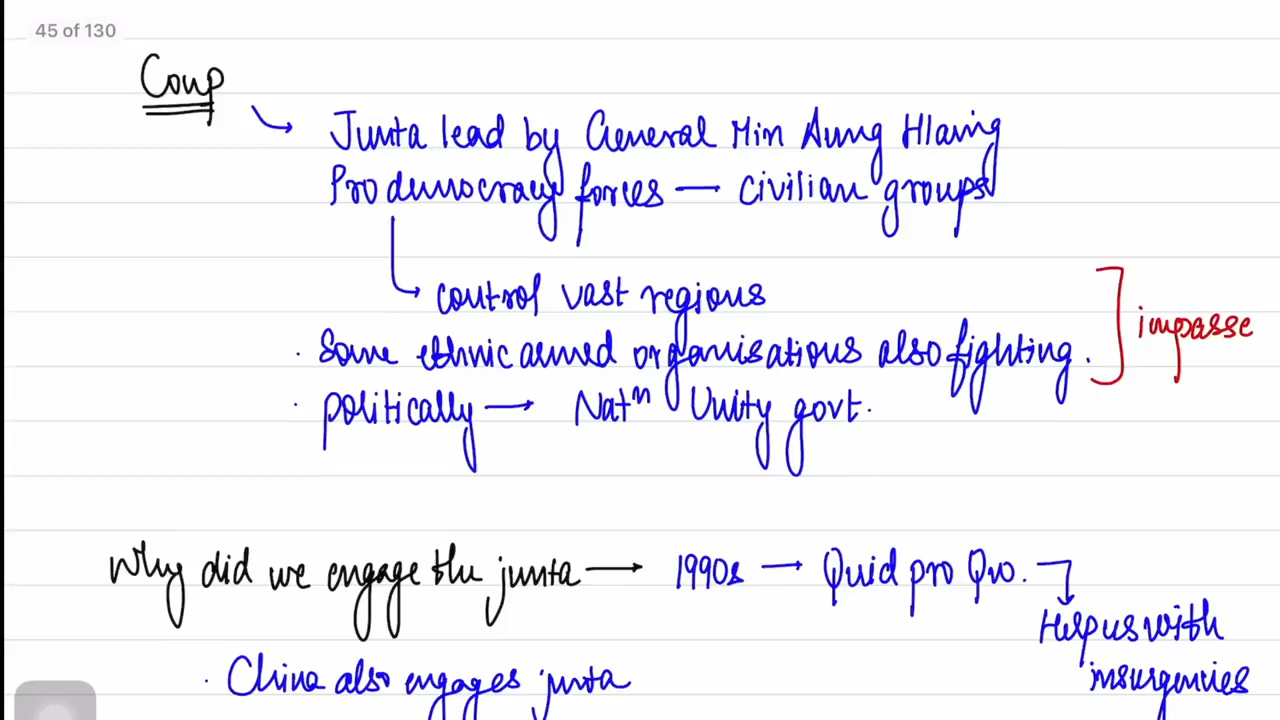 45 of 130
Coup
Junta lead by General Min Aung Hlaing
Pro democracy forces — civilian groups
control vast regions
· Some ethnic armed organisations also fighting.
impasse
· politically → Natⁿ Unity govt.
Why did we engage the junta → 1990s → Quid pro Qvo.
Help us with
insurgencies
· China also engages junta